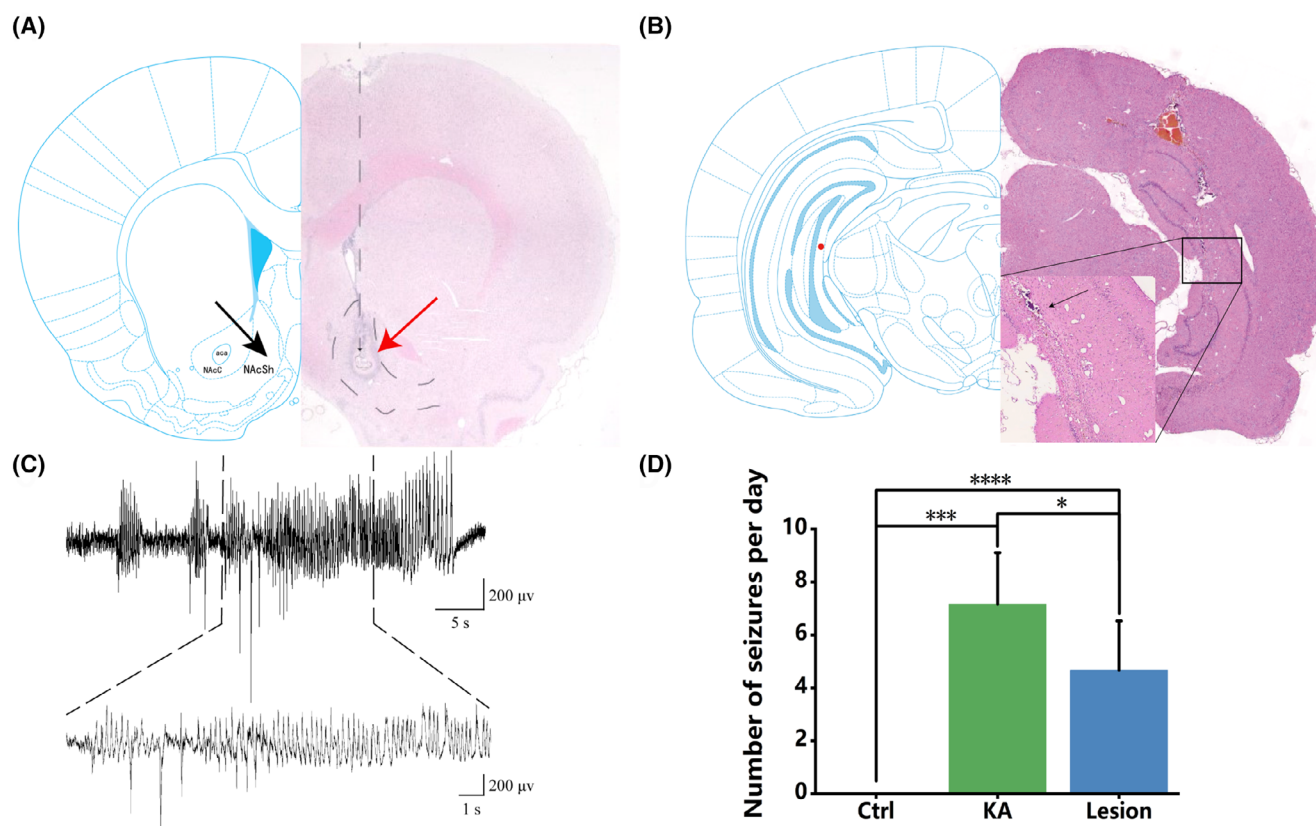 (A)
(B)
aca
NAcC
NAcSh
(C)
200 μv
5 s
200 μv
1 s
(D)
Number of seizures per day
****
***
*
10
8
6
4
2
0
Ctrl
KA
Lesion